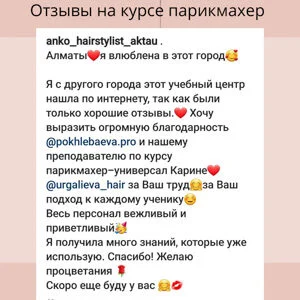 Отзывы на курсе парикмахер
anko_hairstylist_aktau .
Алматы❤️я влюблена в этот город🥰
Я с другого города этот учебный центр
нашла по интернету, так как были
только хорошие отзывы.❤️ Хочу
выразить огромную благодарность
@pokhlebaeva.pro и нашему
преподавателю по курсу
парикмахер–универсал Карине❤️
@urgalieva_hair за Ваш труд🤗за Ваш
подход к каждому ученику😊
Весь персонал вежливый и
приветливый🥳
Я получила много знаний, которые уже
использую. Спасибо! Желаю
процветания 🌹
Скоро еще буду у вас 🤗💋